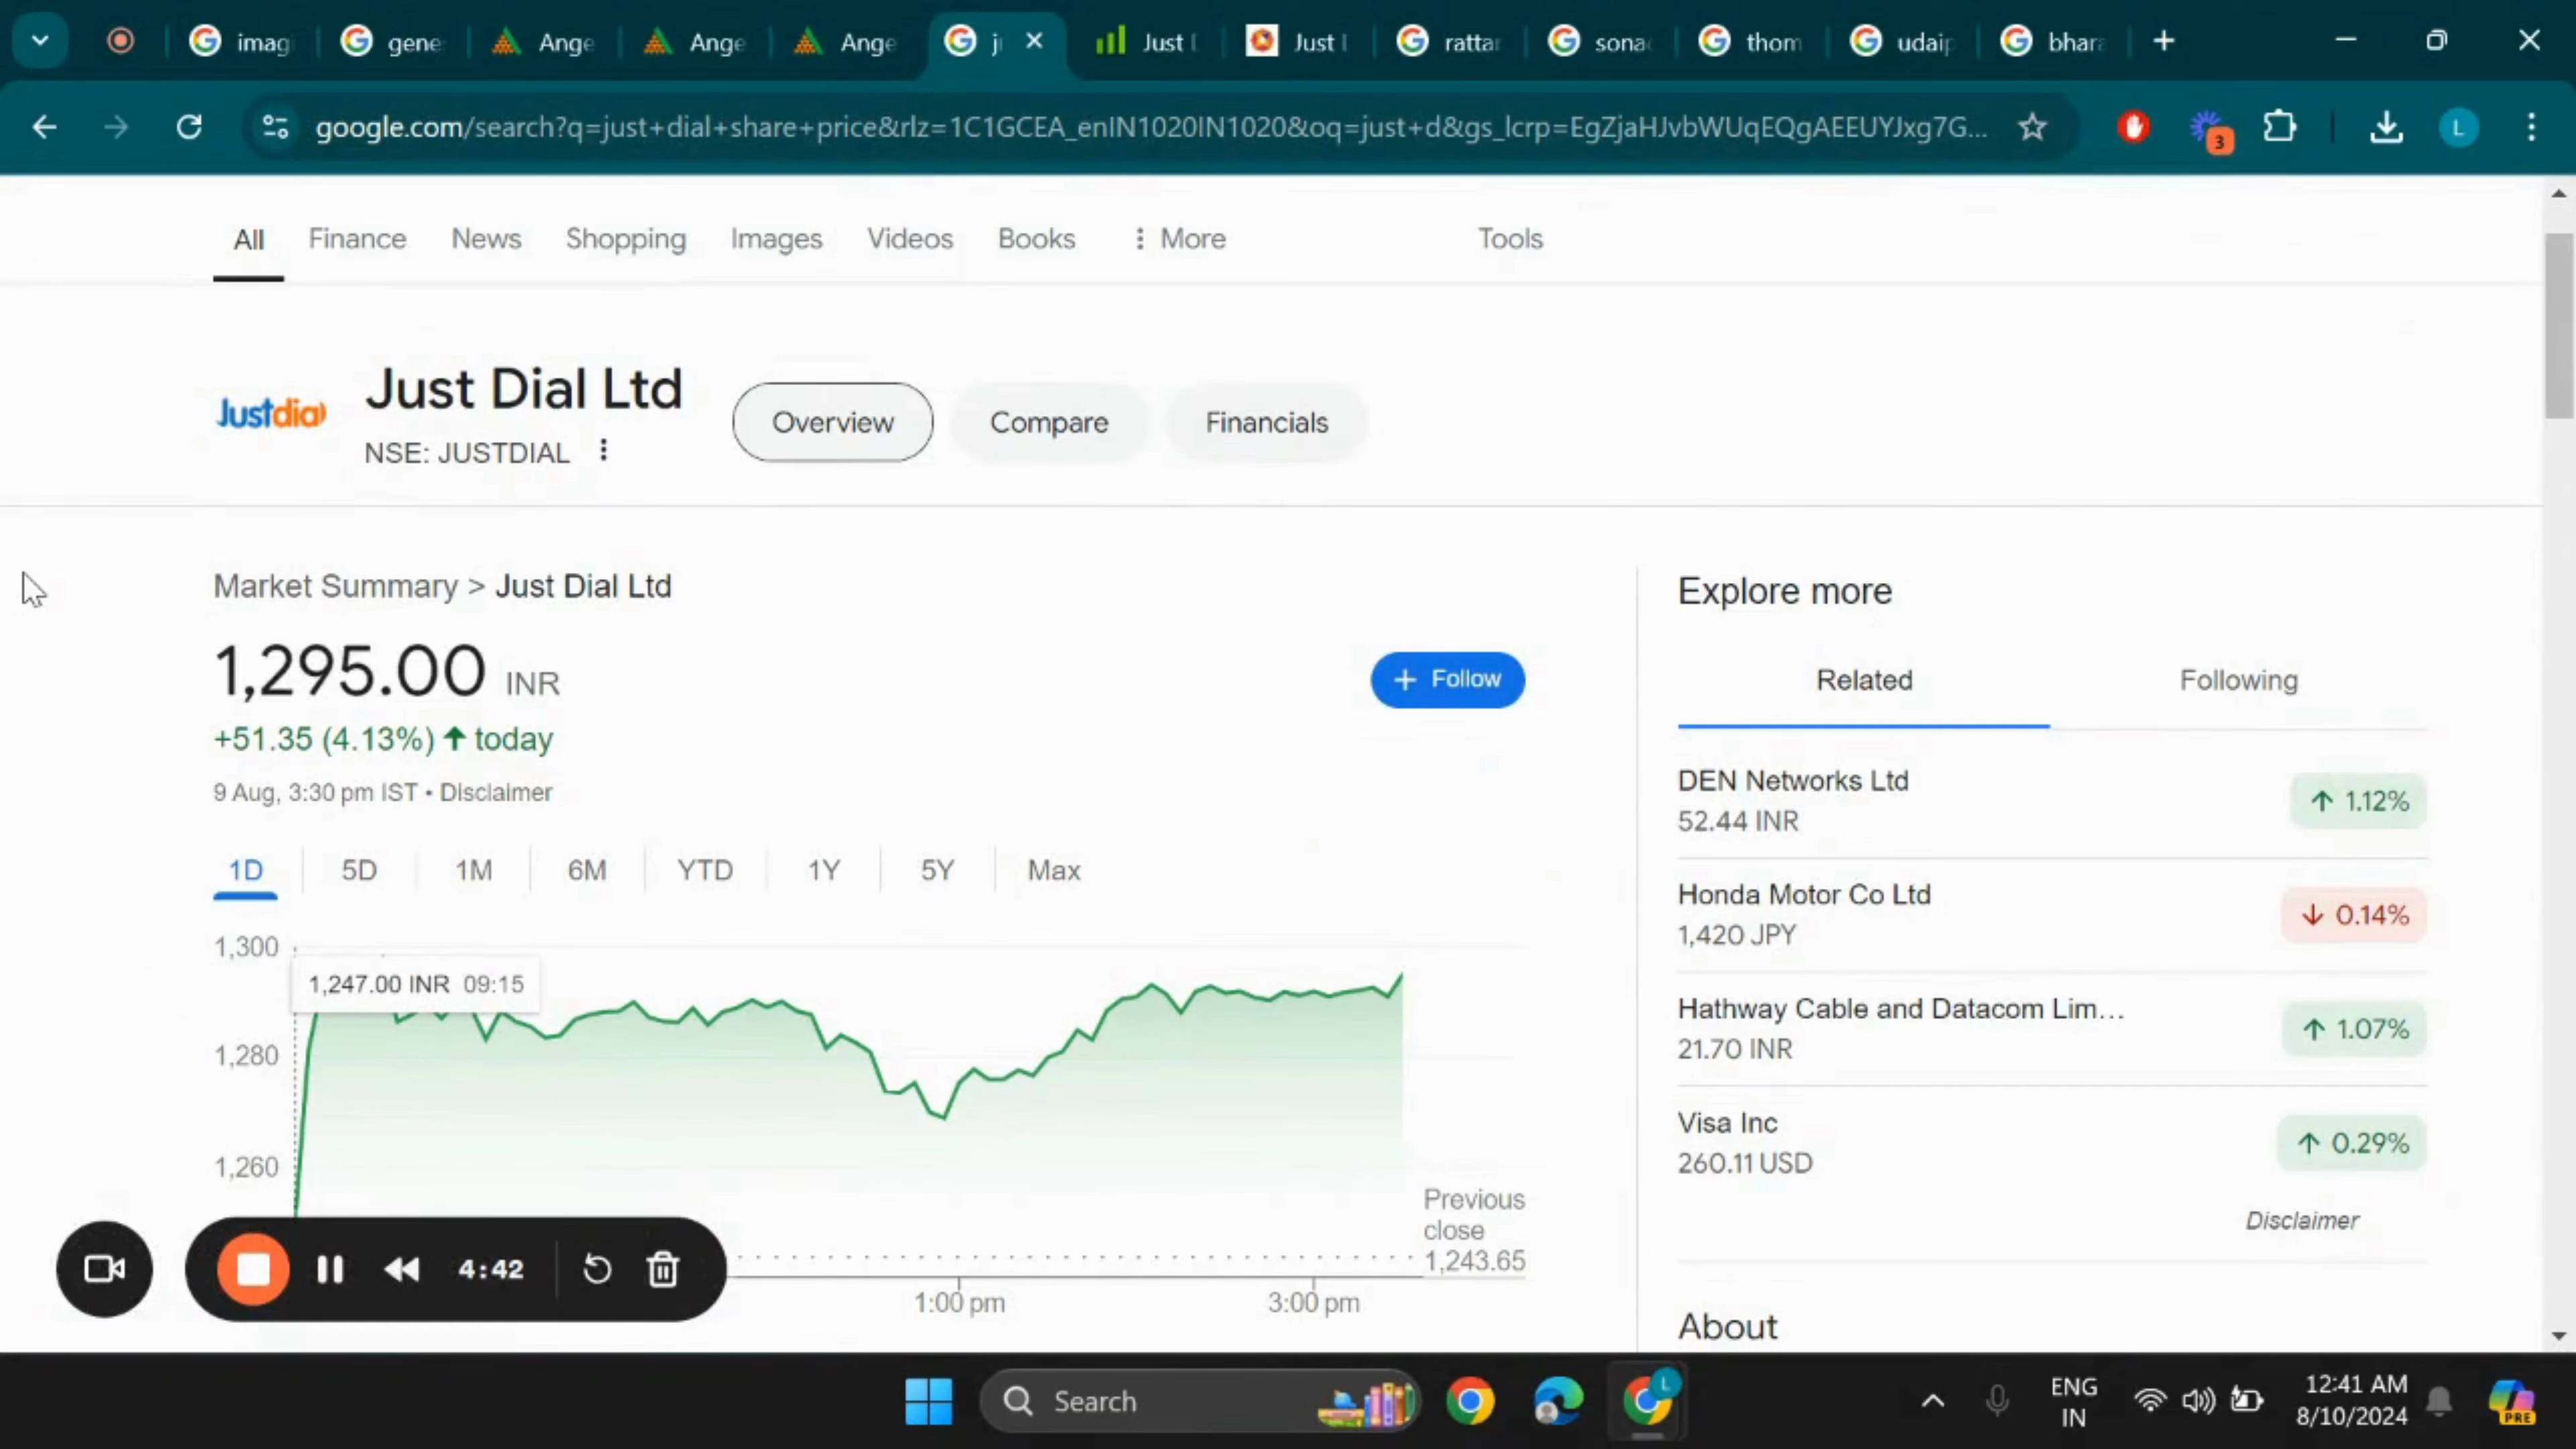 imag
gene
Ange
Ange
Ange
Just
Just
rattar
sona
thom
udaip
bhara
google.com/search?q=just+dial+share+price&rlz=1C1GCEA_enIN1020IN1020&oq=just+d&gs_lcrp=EgZjaHJvbWUqEQgAEEUYJxg7G...
3
L
All
Finance
News
Shopping
Images
Videos
Books
More
Tools
Justdial
Just Dial Ltd
NSE: JUSTDIAL
Overview
Compare
Financials
Market Summary > Just Dial Ltd
1,295.00 INR
+ Follow
+51.35 (4.13%) ↑ today
9 Aug, 3:30 pm IST • Disclaimer
1D
5D
1M
6M
YTD
1Y
5Y
Max
1,300
1,247.00 INR 09:15
1,280
1,260
Previous
close
1,243.65
1:00 pm
3:00 pm
4:42
Explore more
Related
Following
DEN Networks Ltd
52.44 INR
↑ 1.12%
Honda Motor Co Ltd
1,420 JPY
↓ 0.14%
Hathway Cable and Datacom Lim...
21.70 INR
↑ 1.07%
Visa Inc
260.11 USD
↑ 0.29%
Disclaimer
About
Search
L
ENG
IN
12:41 AM
8/10/2024
PRE